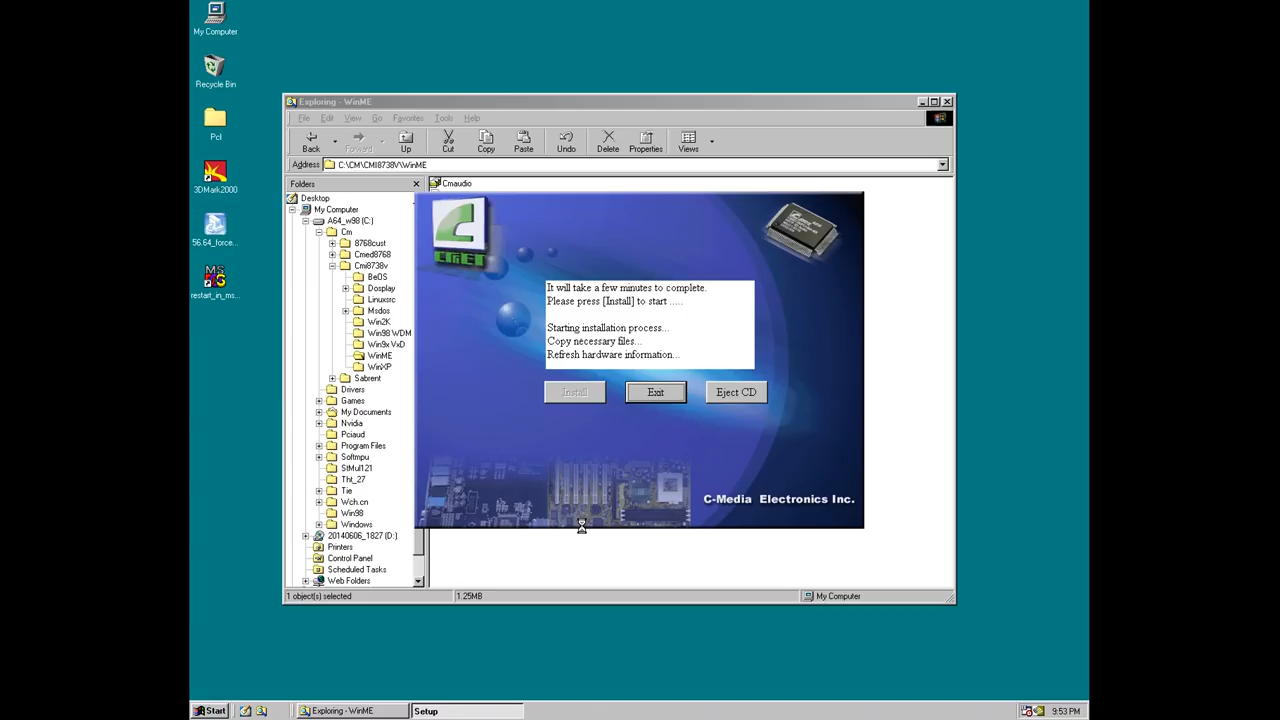 My Computer
Recycle Bin
Pci
3DMark2000
56.64_force...
restart_in_ms...
Exploring - WinME
File Edit View Go Favorites Tools Help
Back Forward Up Cut Copy Paste Undo Delete Properties Views
Address C:\CM\CMI8738V\WinME
Folders
Cmaudio
Desktop
My Computer
A64_w98 (C:)
Cm
8768cust
Cmed8768
Cmi8738v
BeOS
Dosplay
Linuxsrc
Msdos
Win2K
Win98 WDM
Win9x VxD
WinME
WinXP
Sabrent
Drivers
Games
My Documents
Nvidia
Pciaud
Program Files
Softmpu
StMul121
Tht_27
Tie
Wch.cn
Win98
Windows
20140606_1827 (D:)
Printers
Control Panel
Scheduled Tasks
Web Folders
It will take a few minutes to complete.
Please press [Install] to start .....
Starting installation process...
Copy necessary files...
Refresh hardware information...
Install Exit Eject CD
C-Media Electronics Inc.
1 object(s) selected 1.25MB My Computer
Start Exploring - WinME Setup 9:53 PM